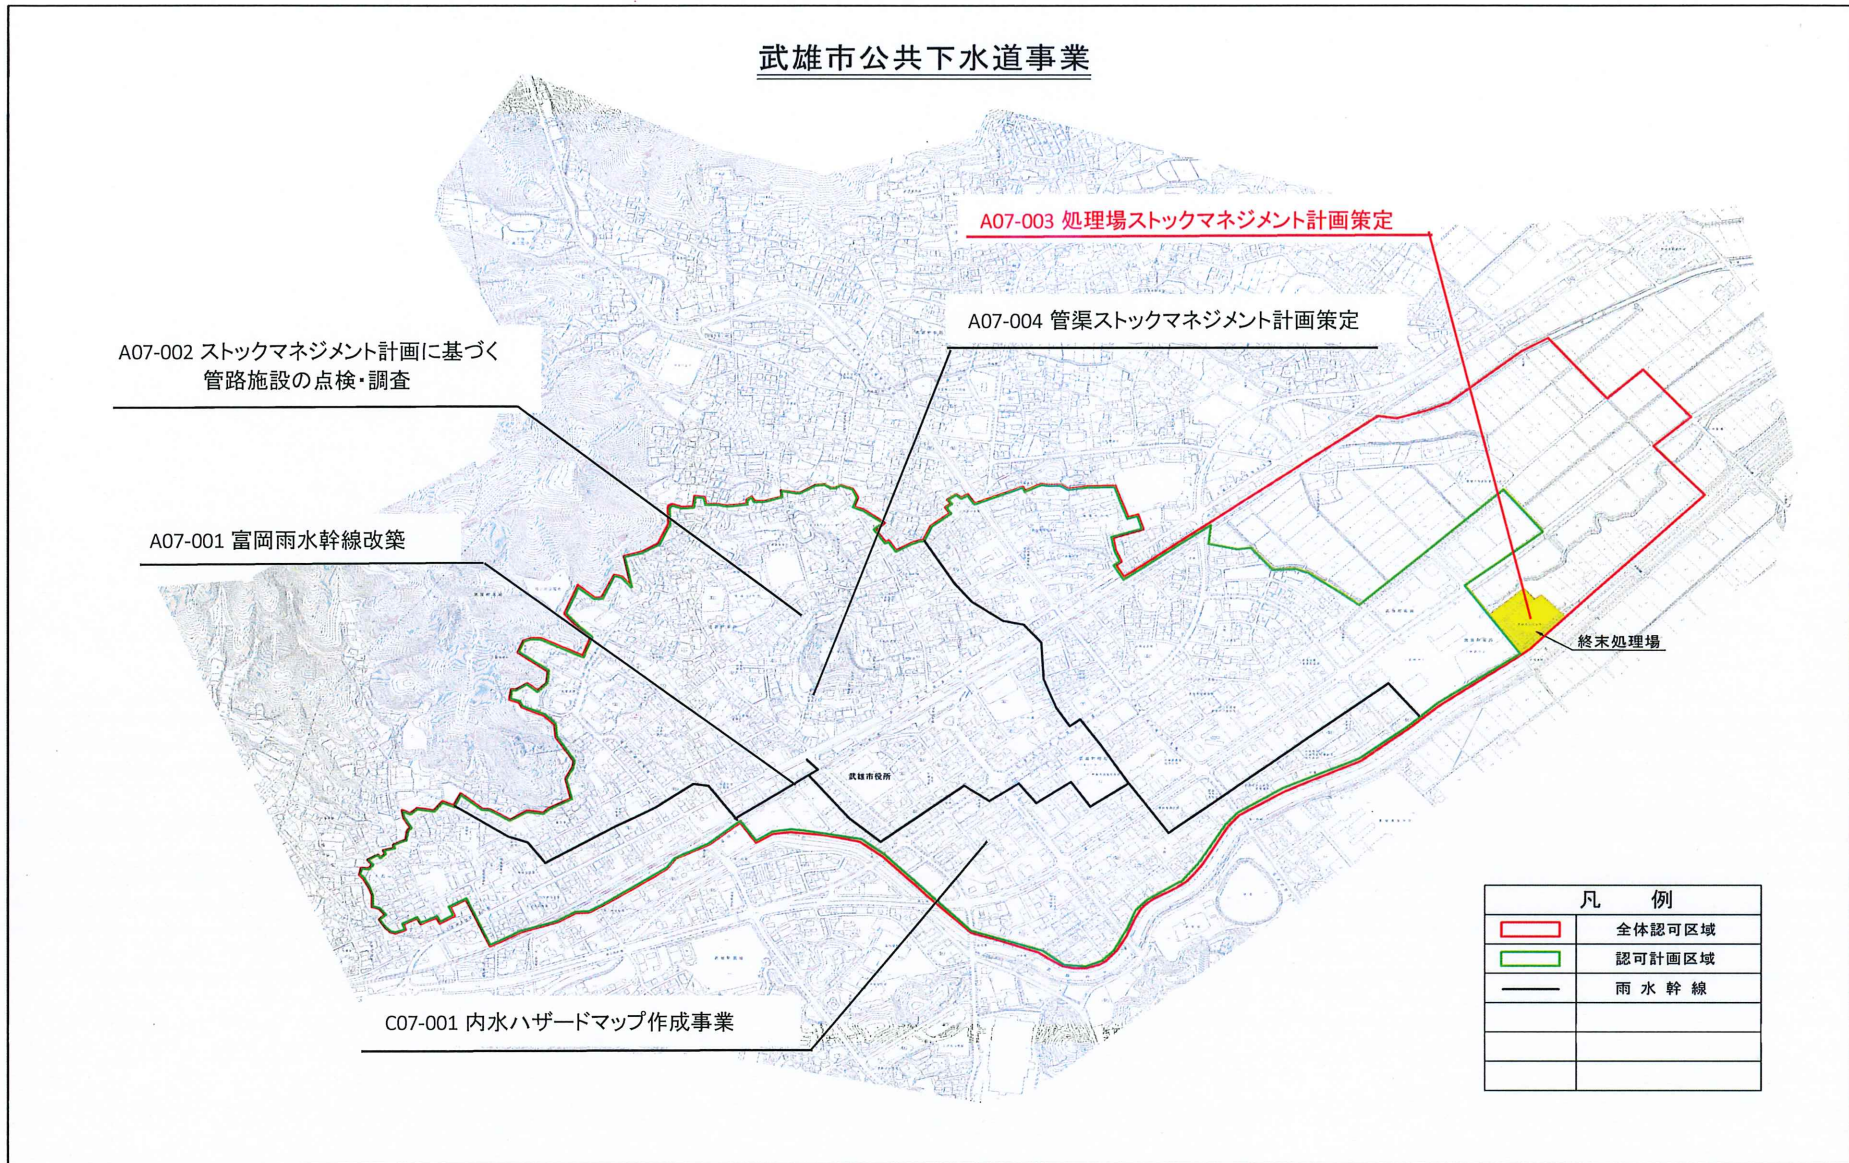 武雄市公共下水道事業
A07-003 処理場ストックマネジメント計画策定
A07-004 管渠ストックマネジメント計画策定
A07-002 ストックマネジメント計画に基づく
管路施設の点検・調査
A07-001 富岡雨水幹線改築
終末処理場
武雄市役所
C07-001 内水ハザードマップ作成事業
凡 例
全体認可区域
認可計画区域
雨 水 幹 線